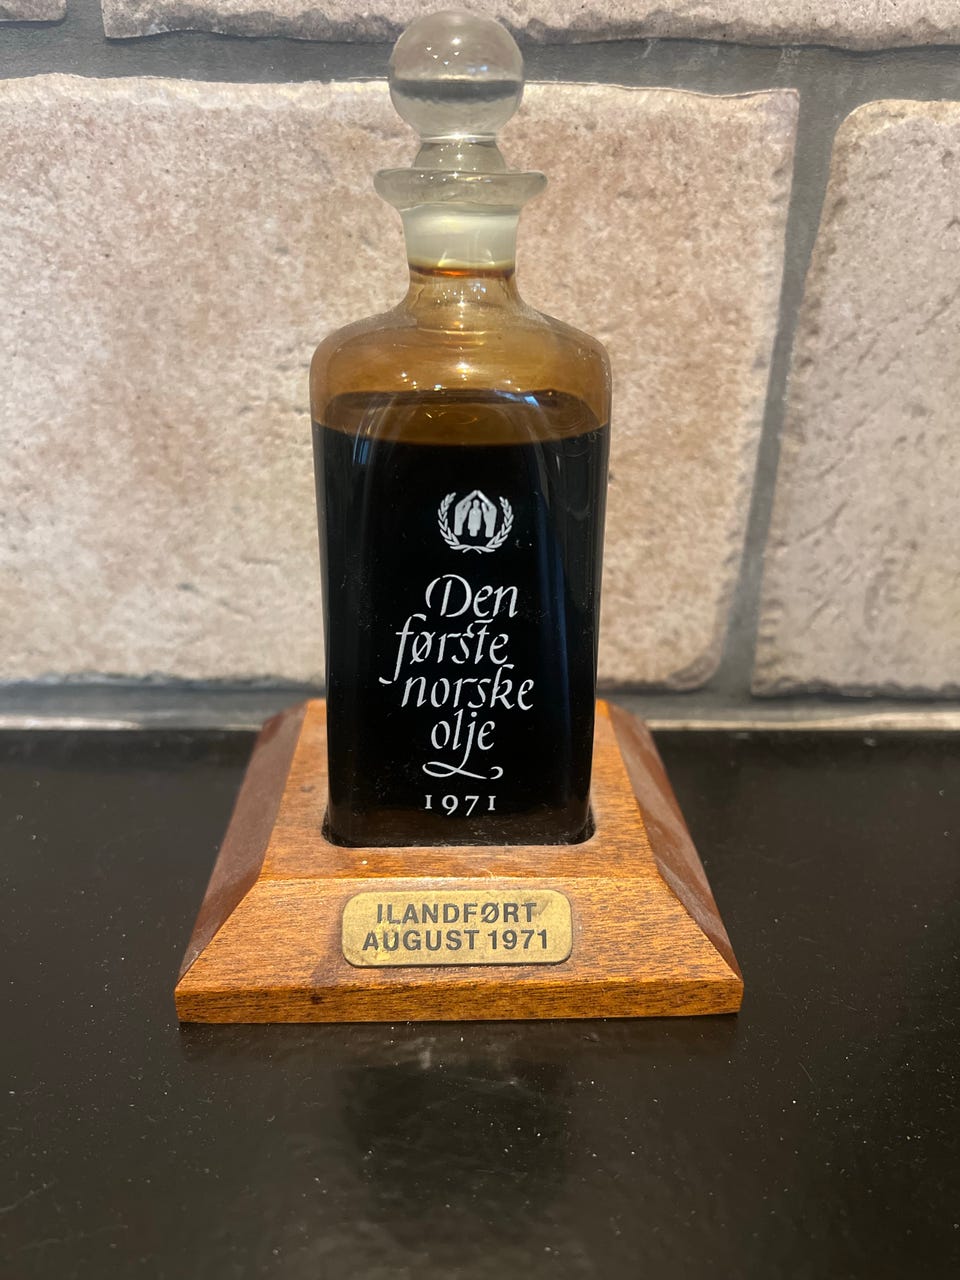 Den
første
norske
olje
1971
ILANDFØRT
AUGUST 1971